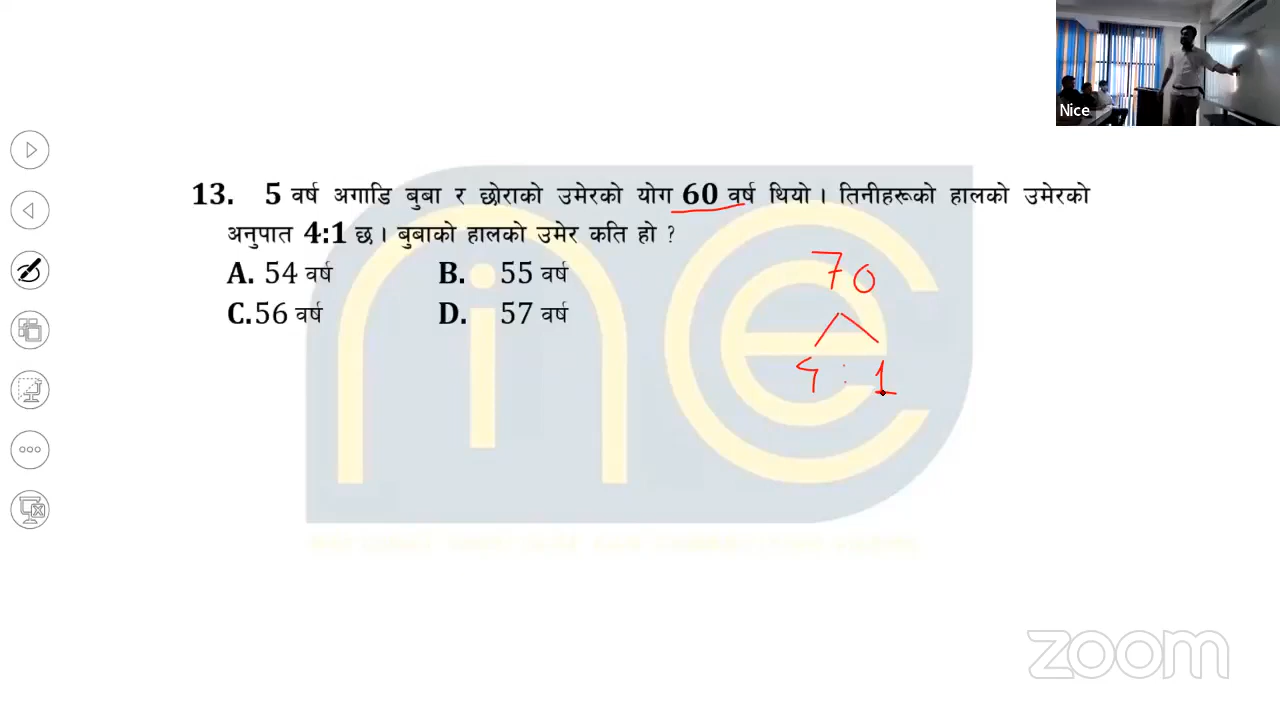 Nice
13. 5 वर्ष अगाडि बुबा र छोराको उमेरको योग 60 वर्ष थियो । तिनीहरूको हालको उमेरको
अनुपात 4:1 छ । बुबाको हालको उमेर कति हो ?
A. 54 वर्ष B. 55 वर्ष
C.56 वर्ष D. 57 वर्ष
70
4 : 1
nice
zoom